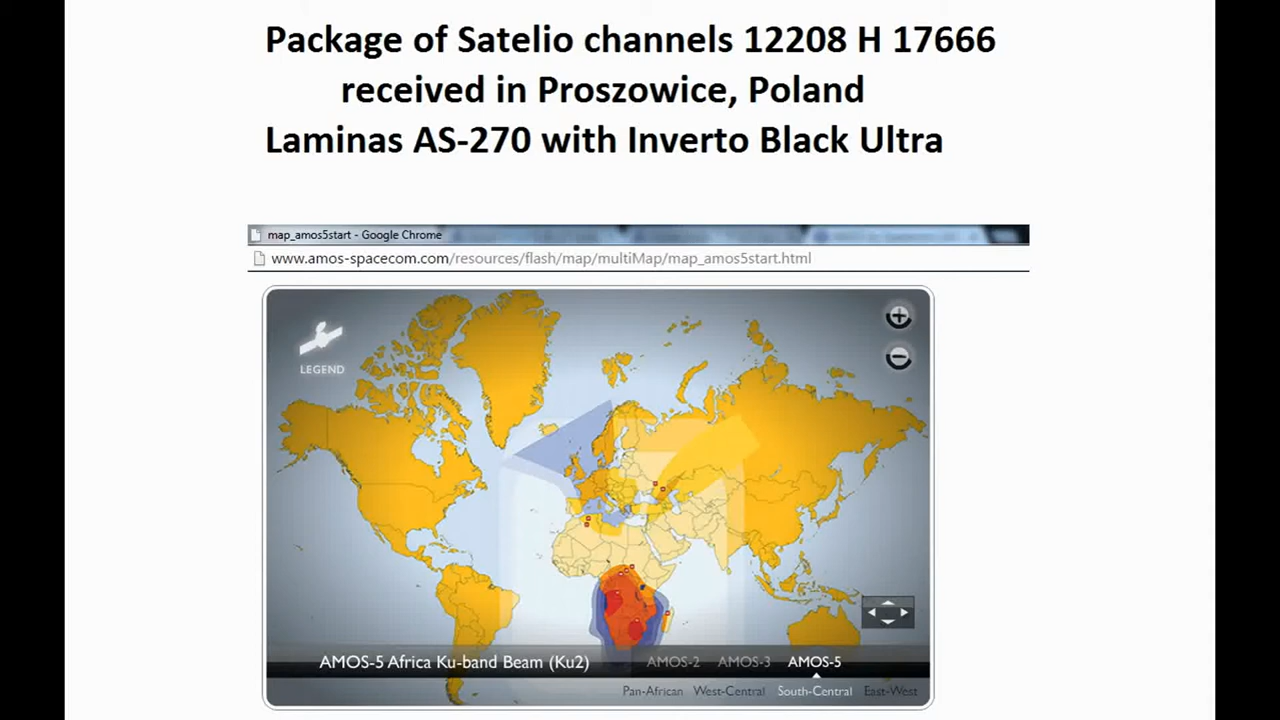 Package of Satelio channels 12208 H 17666
received in Proszowice, Poland
Laminas AS-270 with Inverto Black Ultra
map_amos5start - Google Chrome
www.amos-spacecom.com/resources/flash/map/multiMap/map_amos5start.html
LEGEND
AMOS-5 Africa Ku-band Beam (Ku2)
AMOS-2 AMOS-3 AMOS-5
Pan-African West-Central South-Central East-West